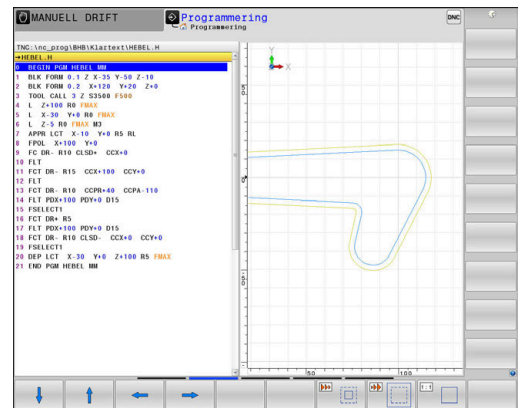 MANUELL DRIFT
Programmering
Programmering
DNC
TNC:\nc_prog\BHB\Klartext\HEBEL.H
→HEBEL.H
0 BEGIN PGM HEBEL MM
1 BLK FORM 0.1 Z X-35 Y-50 Z-10
2 BLK FORM 0.2 X+120 Y+20 Z+0
3 TOOL CALL 3 Z S3500 F500
4 L Z+100 R0 FMAX
5 L X-30 Y+0 R0 FMAX
6 L Z-5 R0 FMAX M3
7 APPR LCT X-10 Y+0 R5 RL
8 FPOL X+100 Y+0
9 FC DR- R10 CLSD+ CCX+0
10 FLT
11 FCT DR- R15 CCX+100 CCY+0
12 FLT
13 FCT DR- R10 CCPR+40 CCPA-110
14 FLT PDX+100 PDY+0 D15
15 FSELECT1
16 FCT DR+ R5
17 FLT PDX+100 PDY+0 D15
18 FCT DR- R10 CLSD- CCX+0 CCY+0
19 FSELECT1
20 DEP LCT X-30 Y+0 Z+100 R5 FMAX
21 END PGM HEBEL MM
Y
X
50
0
-50
50
100
1:1